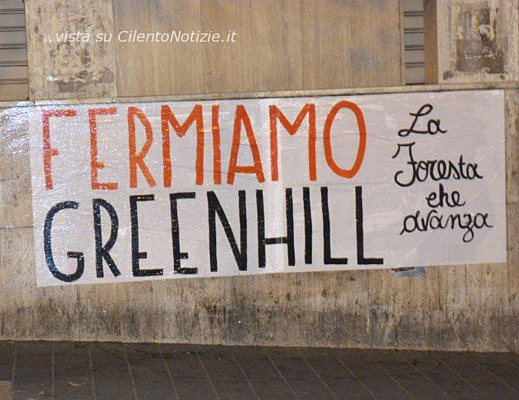 ...vista su CilentoNotizie.it
FERMIAMO
GREENHILL
La
Foresta
che
avanza